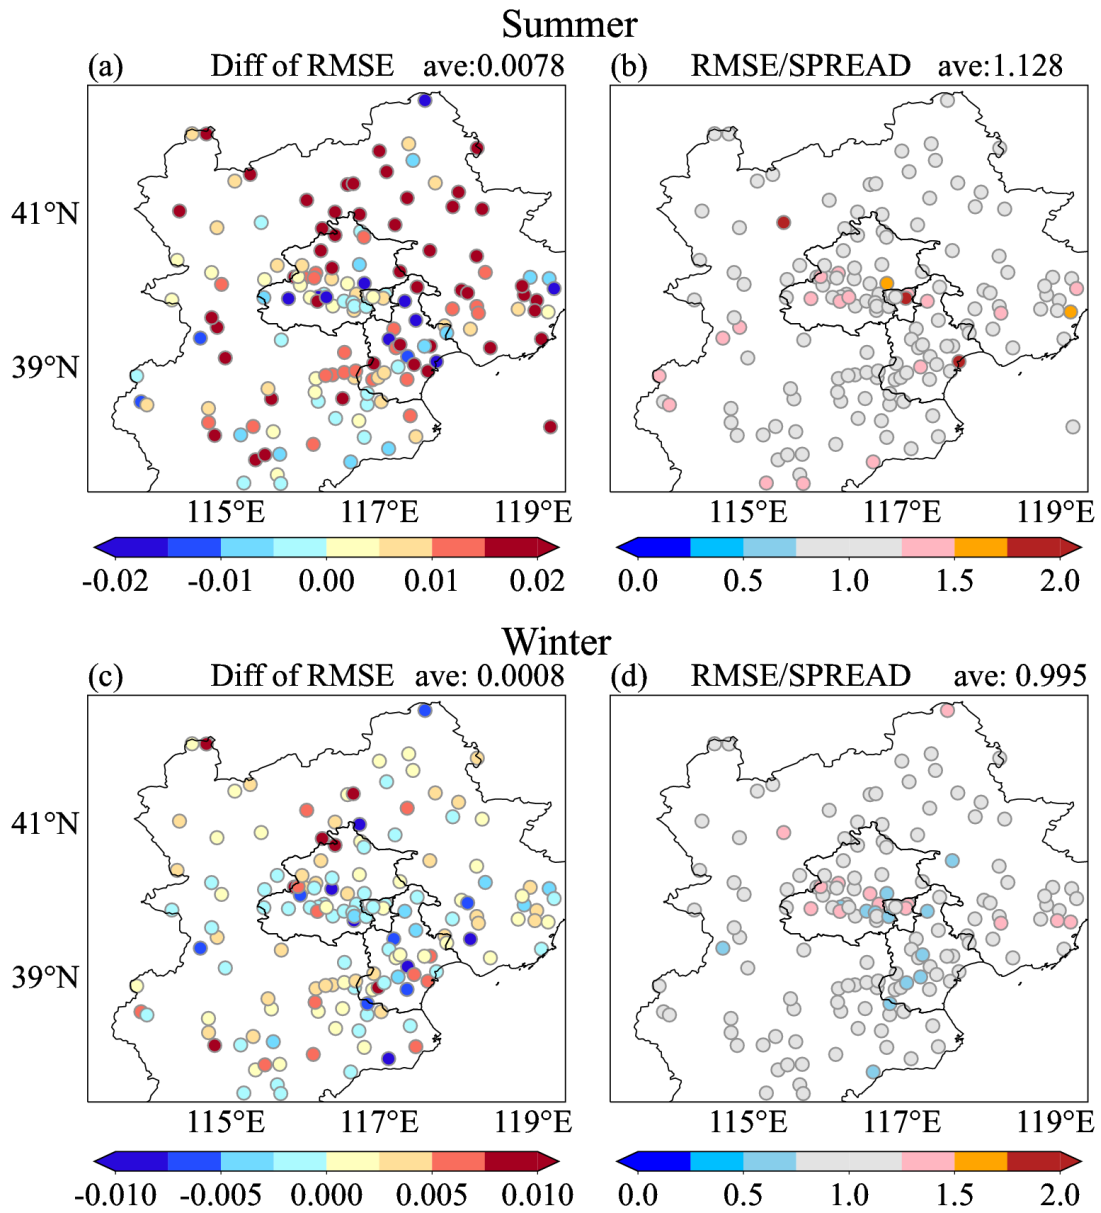 Summer
(a) Diff of RMSE ave:0.0078
(b) RMSE/SPREAD ave:1.128
41°N
39°N
115°E 117°E 119°E 115°E 117°E 119°E
-0.02 -0.01 0.00 0.01 0.02 0.0 0.5 1.0 1.5 2.0
Winter
(c) Diff of RMSE ave: 0.0008
(d) RMSE/SPREAD ave: 0.995
41°N
39°N
115°E 117°E 119°E 115°E 117°E 119°E
-0.010 -0.005 0.000 0.005 0.010 0.0 0.5 1.0 1.5 2.0